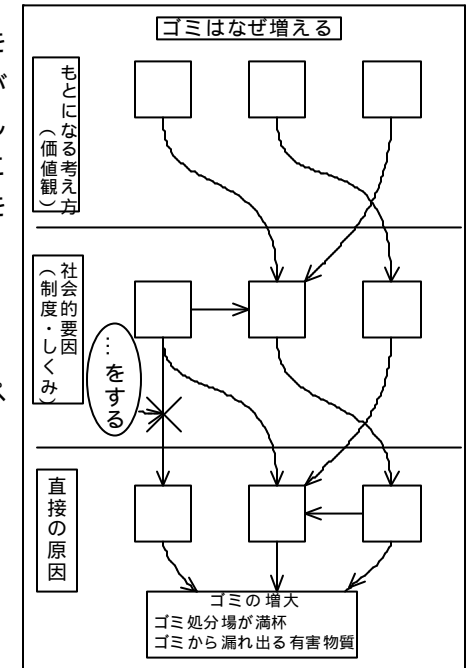 ゴミはなぜ増える
もとになる考え方
（価値観）
社会的要因
（制度・しくみ）
…をする
直接の原因
ゴミの増大
ゴミ処分場が満杯
ゴミから漏れ出る有害物質